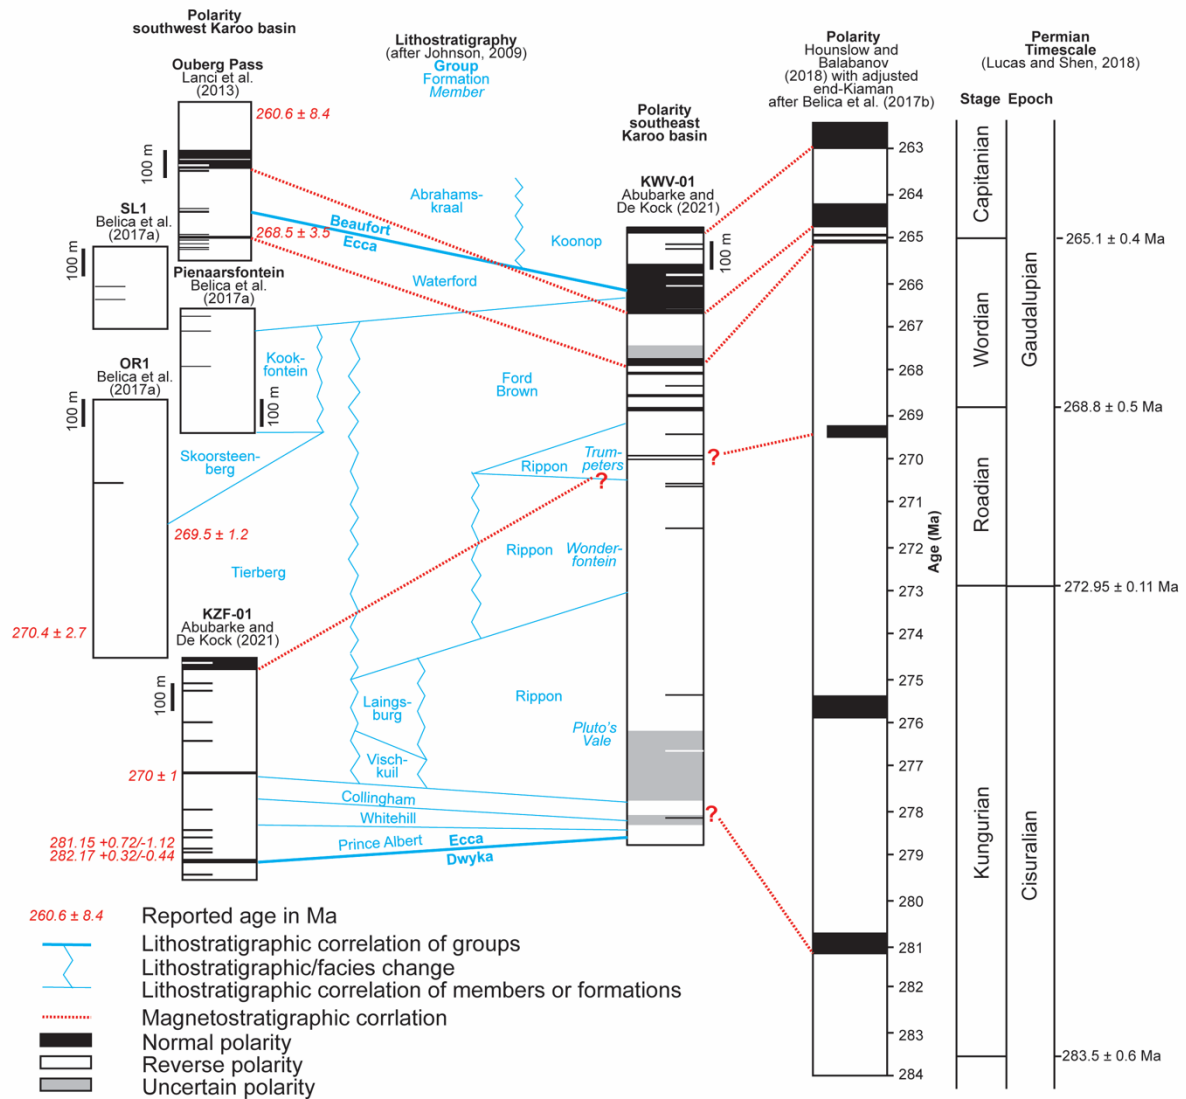 Polarity
southwest Karoo basin
Ouberg Pass
Lanci et al.
(2013)
260.6 ± 8.4
100 m
268.5 ± 3.5
SL1
Belica et al.
(2017a)
100 m
Pienaarsfontein
Belica et al.
(2017a)
100 m
OR1
Belica et al.
(2017a)
100 m
269.5 ± 1.2
270.4 ± 2.7
KZF-01
Abubarke and
De Kock (2021)
100 m
270 ± 1
281.15 +0.72/-1.12
282.17 +0.32/-0.44
Lithostratigraphy
(after Johnson, 2009)
Group
Formation
Member
Abrahams-
kraal
Koonop
Beaufort
Ecca
Waterford
Kook-
fontein
Ford
Brown
Skoorsteen-
berg
Trum-
peters
Rippon
?
Rippon
Wonder-
fontein
Tierberg
Laings-
burg
Rippon
Pluto's
Vale
Visch-
kuil
Collingham
Whitehill
Prince Albert
Ecca
Dwyka
Polarity
southeast
Karoo basin
KWV-01
Abubarke and
De Kock (2021)
100 m
?
?
Polarity
Hounslow and
Balabanov
(2018) with adjusted
end-Kiaman
after Belica et al. (2017b)
263
264
265
266
267
268
269
270
271
272
273
274
275
276
277
278
279
280
281
282
283
284
Age (Ma)
Permian
Timescale
(Lucas and Shen, 2018)
Stage Epoch
Capitanian
Wordian
Roadian
Kungurian
Gaudalupian
Cisuralian
265.1 ± 0.4 Ma
268.8 ± 0.5 Ma
272.95 ± 0.11 Ma
283.5 ± 0.6 Ma
260.6 ± 8.4
Reported age in Ma
Lithostratigraphic correlation of groups
Lithostratigraphic/facies change
Lithostratigraphic correlation of members or formations
Magnetostratigraphic corrlation
Normal polarity
Reverse polarity
Uncertain polarity